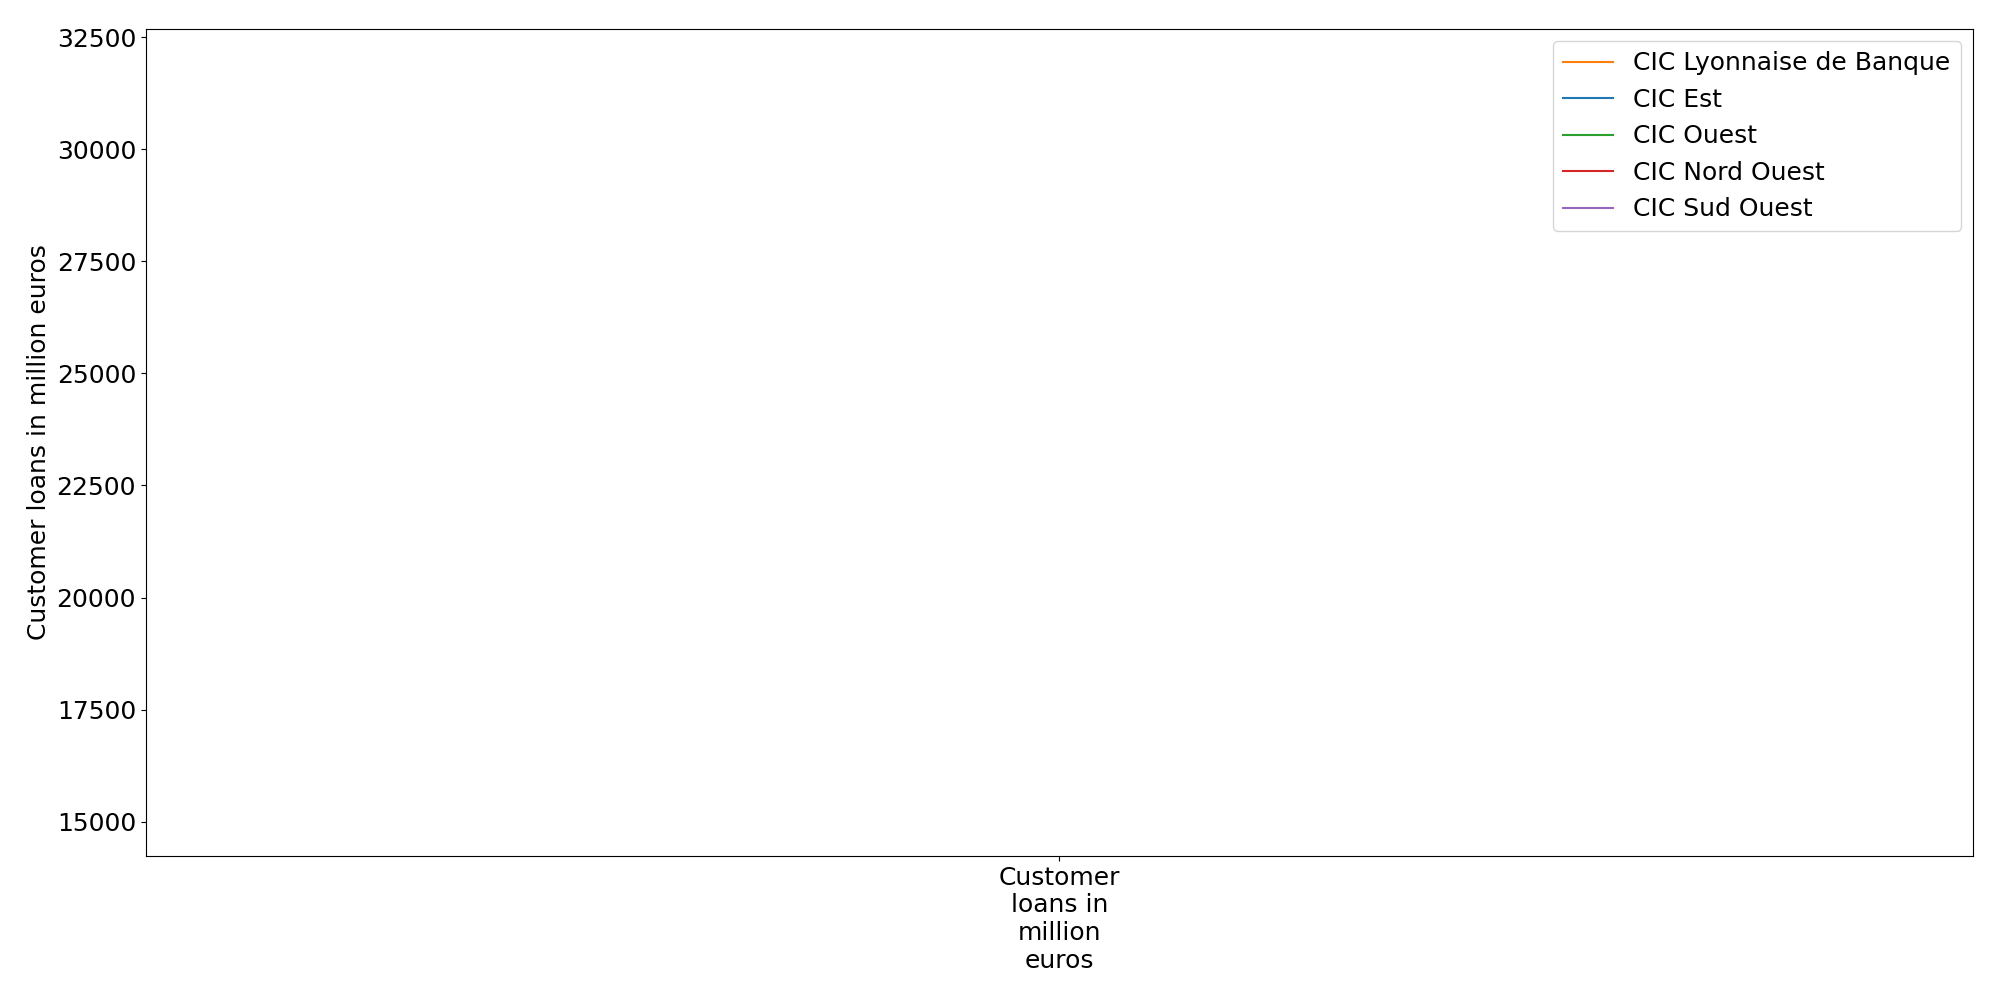 32500
30000
27500
25000
22500
20000
17500
15000
Customer loans in million euros
CIC Lyonnaise de Banque
CIC Est
CIC Ouest
CIC Nord Ouest
CIC Sud Ouest
Customer
loans in
million
euros